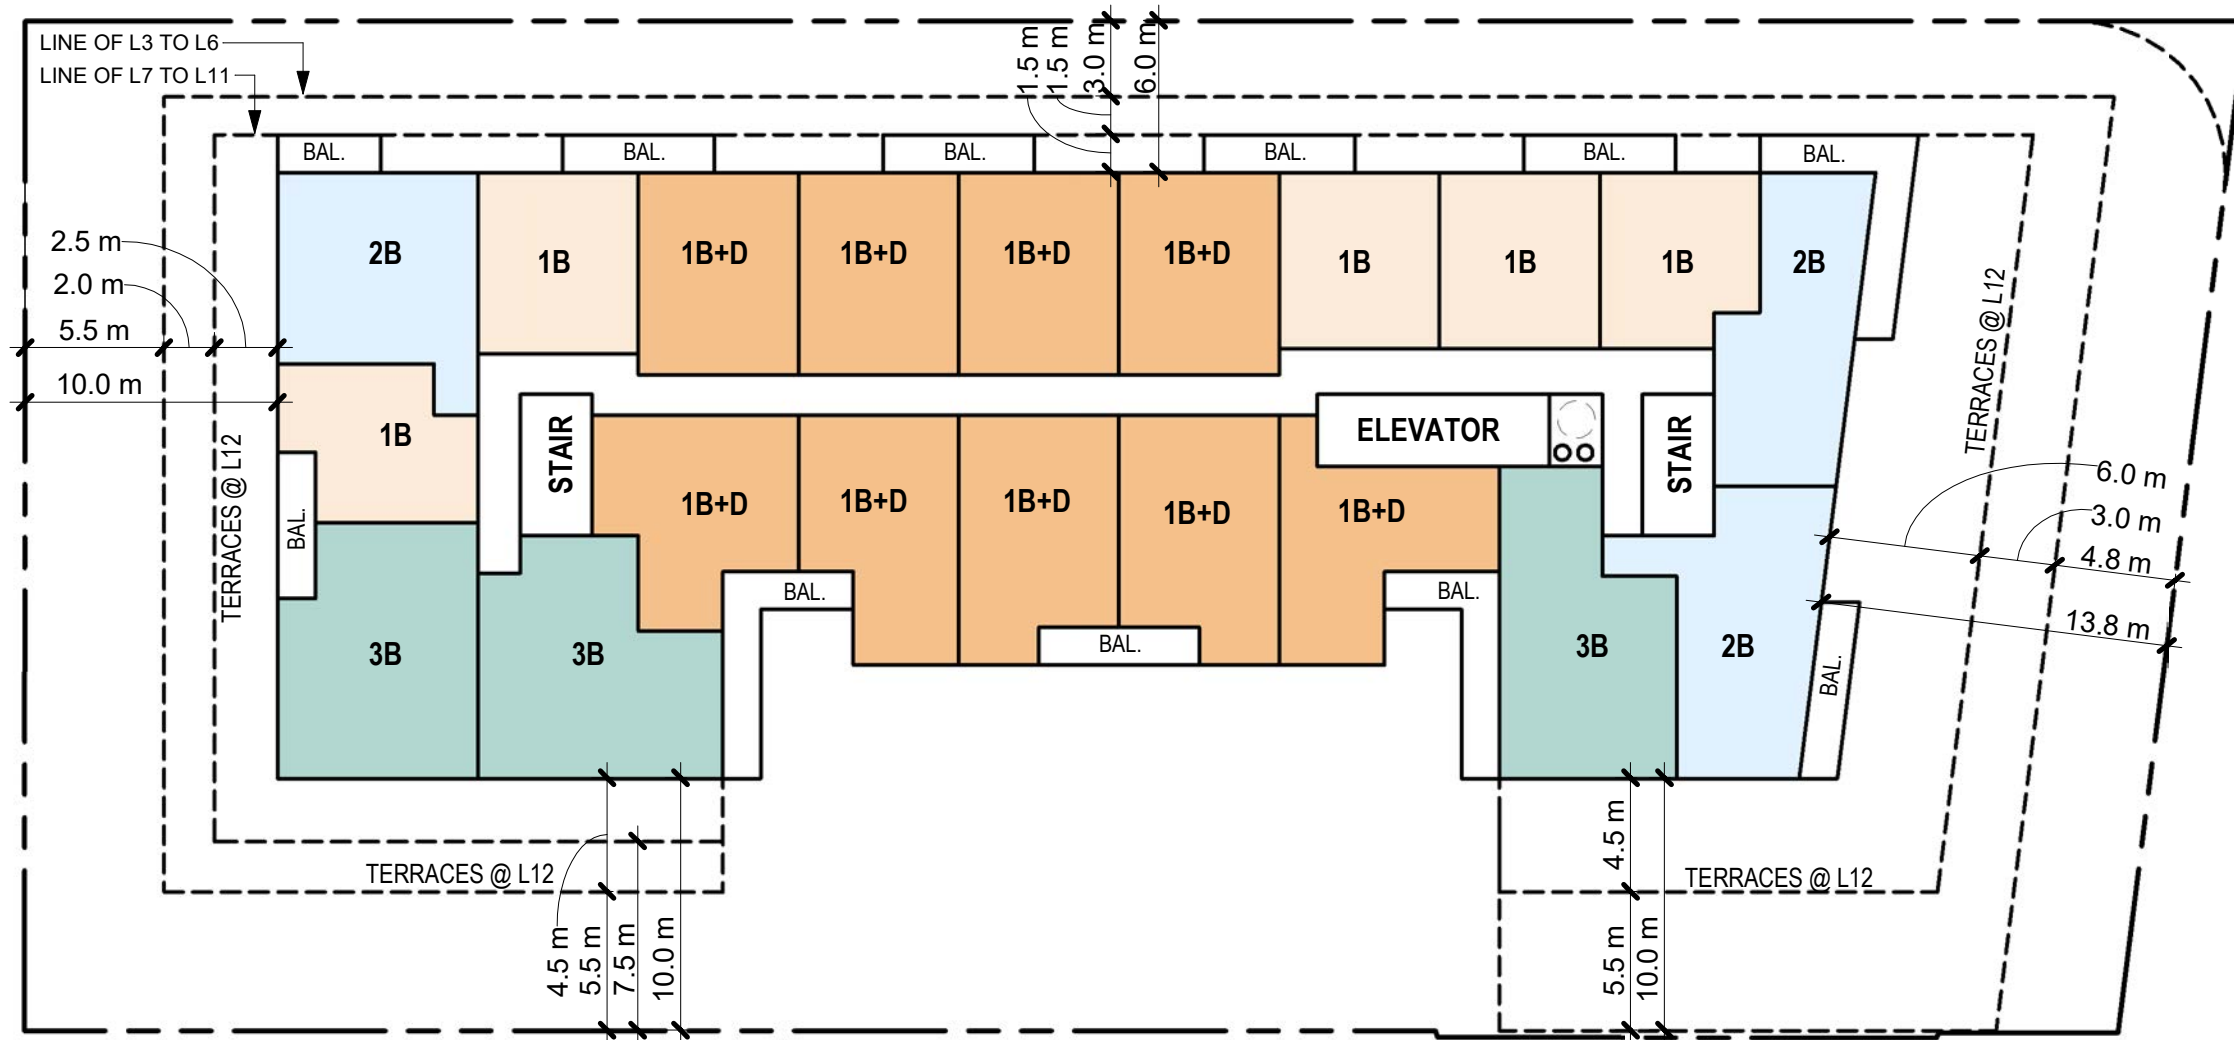 LINE OF L3 TO L6
LINE OF L7 TO L11
1.5 m
1.5 m
3.0 m
6.0 m
BAL.
BAL.
BAL.
BAL.
BAL.
BAL.
2.5 m
2.0 m
5.5 m
10.0 m
2B
1B
1B+D
1B+D
1B+D
1B+D
1B
1B
1B
2B
TERRACES @ L12
1B
STAIR
ELEVATOR
STAIR
TERRACES @ L12
BAL.
1B+D
1B+D
1B+D
1B+D
1B+D
6.0 m
3.0 m
4.8 m
13.8 m
BAL.
BAL.
BAL.
BAL.
3B
3B
3B
2B
TERRACES @ L12
TERRACES @ L12
4.5 m
5.5 m
7.5 m
10.0 m
4.5 m
5.5 m
10.0 m